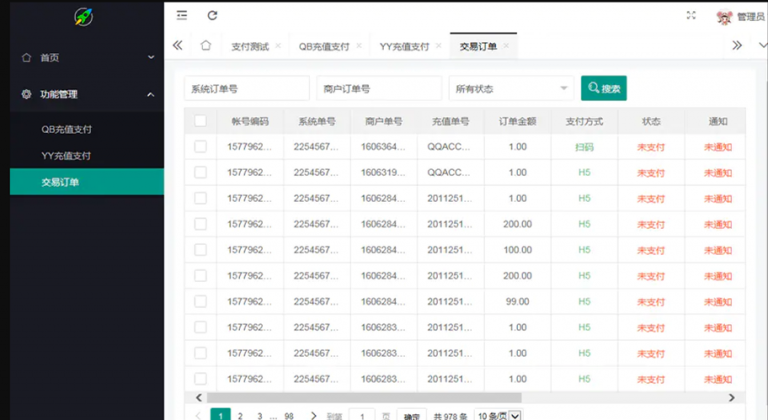 管理员
支付测试 × QB充值支付 × YY充值支付 × 交易订单 ×
首页
功能管理
QB充值支付
YY充值支付
交易订单
系统订单号 商户订单号 所有状态 搜索
帐号编码 系统单号 商户单号 充值单号 订单金额 支付方式 状态 通知
1577962... 2254567... 1606364... QQACC... 1.00 扫码 未支付 未通知
1577962... 2254567... 1606319... QQACC... 1.00 H5 未支付 未通知
1577962... 2254567... 1606284... 2011251... 1.00 H5 未支付 未通知
1577962... 2254567... 1606284... 2011251... 200.00 H5 未支付 未通知
1577962... 2254567... 1606284... 2011251... 100.00 H5 未支付 未通知
1577962... 2254567... 1606284... 2011251... 200.00 H5 未支付 未通知
1577962... 2254567... 1606284... 2011251... 99.00 H5 未支付 未通知
1577962... 2254567... 1606283... 2011251... 1.00 H5 未支付 未通知
1577962... 2254567... 1606283... 2011251... 1.00 H5 未支付 未通知
1577962... 2254567... 1606283... 2011251... 1.00 H5 未支付 未通知
1 2 3 ... 98 到第 1 页 确定 共 978 条 10 条/页